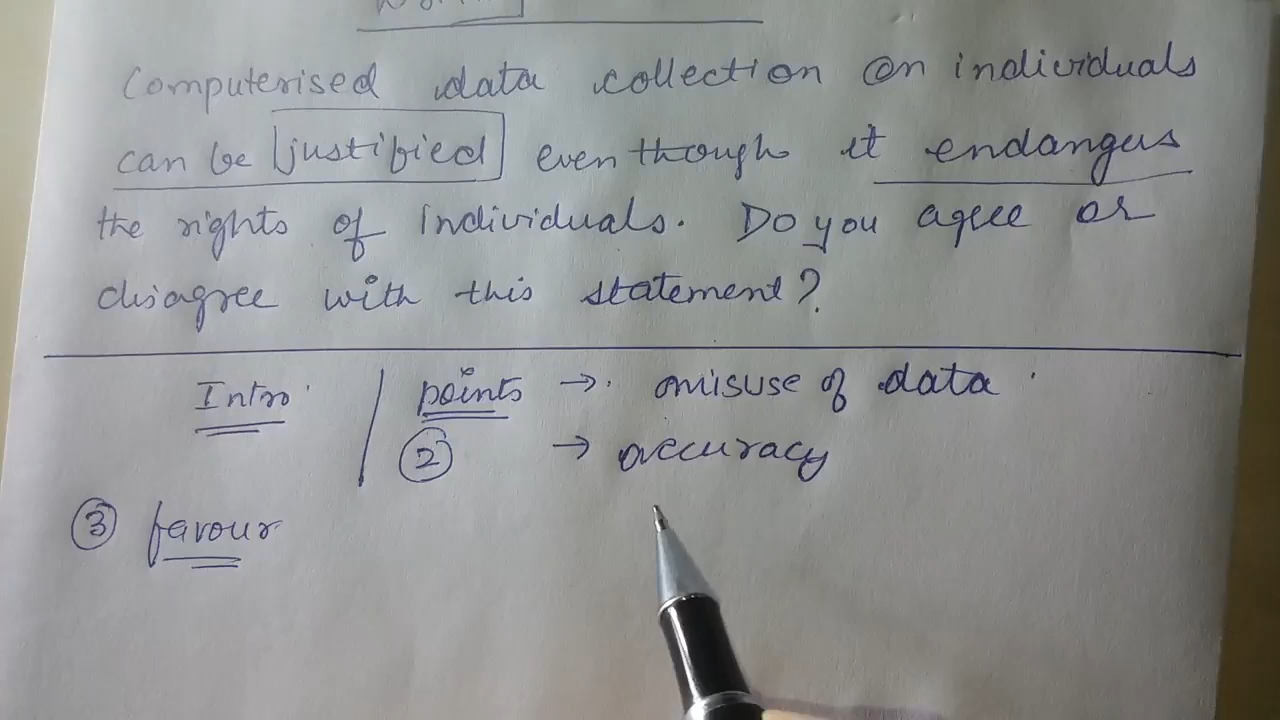 Computerised data collection on individuals
can be justified even though it endangers
the rights of individuals. Do you agree or
disagree with this statement?
Intro / points → misuse of data
② → accuracy
③ favour